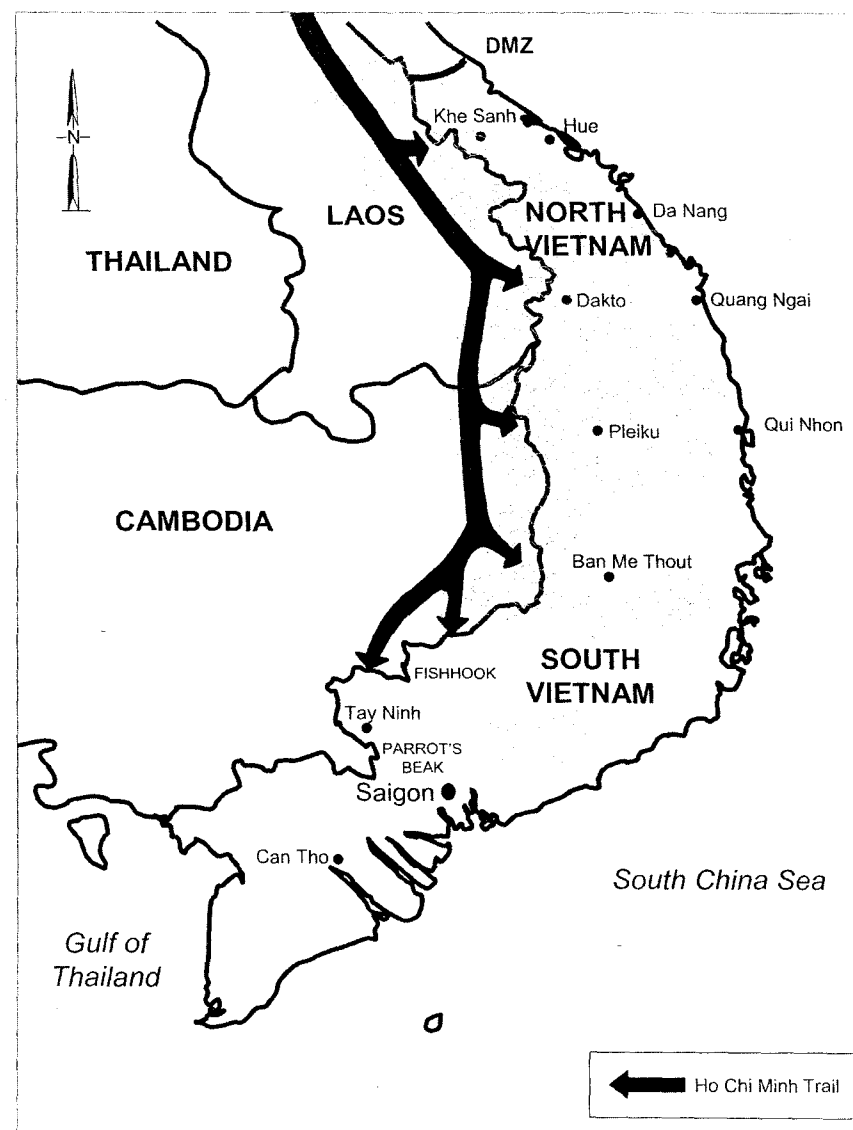 DMZ
Khe Sanh
Hue
N
LAOS
NORTH
VIETNAM
Da Nang
THAILAND
Dakto
Quang Ngai
Pleiku
Qui Nhon
CAMBODIA
Ban Me Thout
SOUTH
VIETNAM
FISHHOOK
Tay Ninh
PARROT'S
BEAK
Saigon
Can Tho
South China Sea
Gulf of
Thailand
Ho Chi Minh Trail